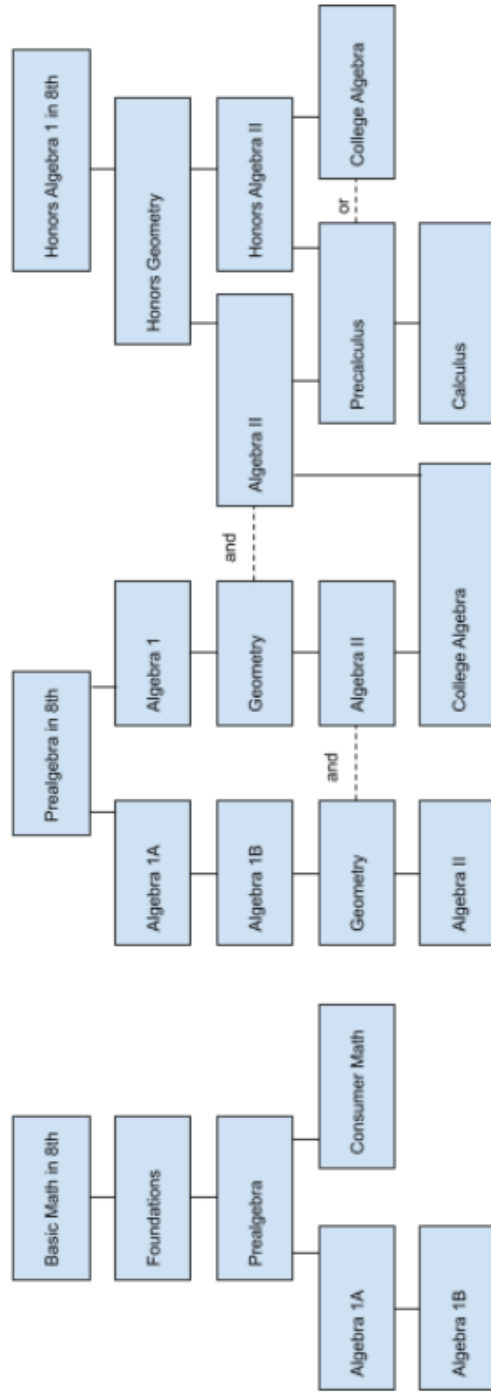 Basic Math in 8th
Prealgebra in 8th
Honors Algebra 1 in 8th
Foundations
Algebra 1A
Algebra 1
Honors Geometry
Prealgebra
Algebra 1B
Geometry
and
Algebra II
Honors Algebra II
Algebra 1A
Consumer Math
Geometry
and
Algebra II
Precalculus
or
College Algebra
Algebra 1B
Algebra II
College Algebra
Calculus